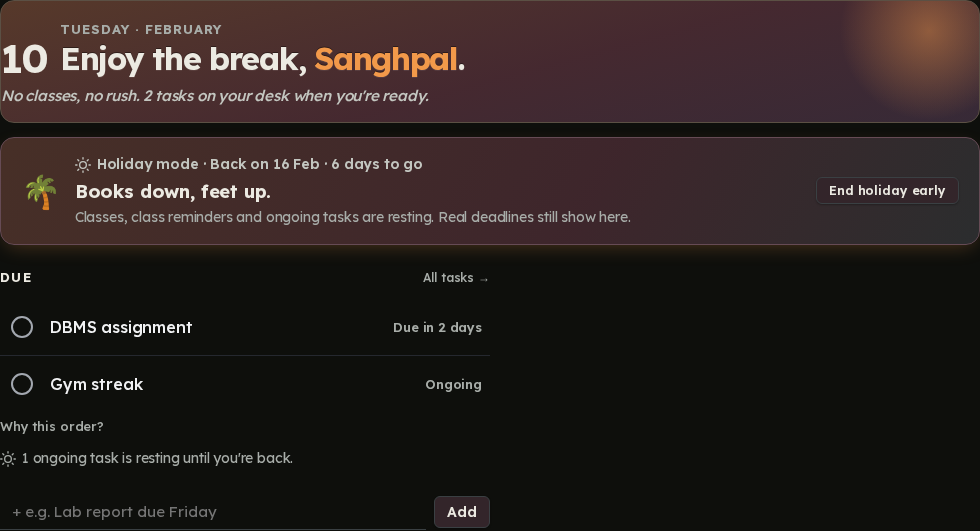 TUESDAY · FEBRUARY
10 Enjoy the break, Sanghpal.
No classes, no rush. 2 tasks on your desk when you're ready.
Holiday mode · Back on 16 Feb · 6 days to go
Books down, feet up.
Classes, class reminders and ongoing tasks are resting. Real deadlines still show here.
End holiday early
DUE
All tasks →
DBMS assignment
Due in 2 days
Gym streak
Ongoing
Why this order?
1 ongoing task is resting until you're back.
+ e.g. Lab report due Friday
Add